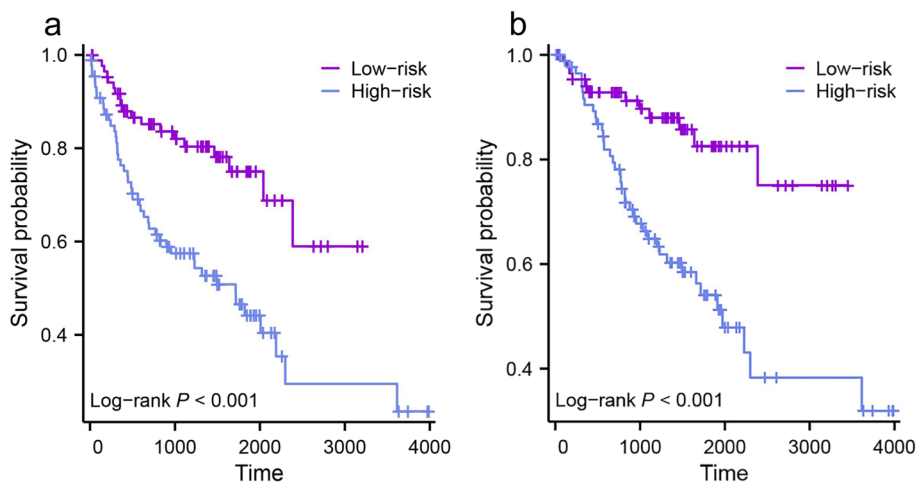 a
1.0
0.8
0.6
0.4
Survival probability
Low-risk
High-risk
Log-rank P < 0.001
0 1000 2000 3000 4000
Time
b
1.0
0.8
0.6
0.4
Survival probability
Low-risk
High-risk
Log-rank P < 0.001
0 1000 2000 3000 4000
Time